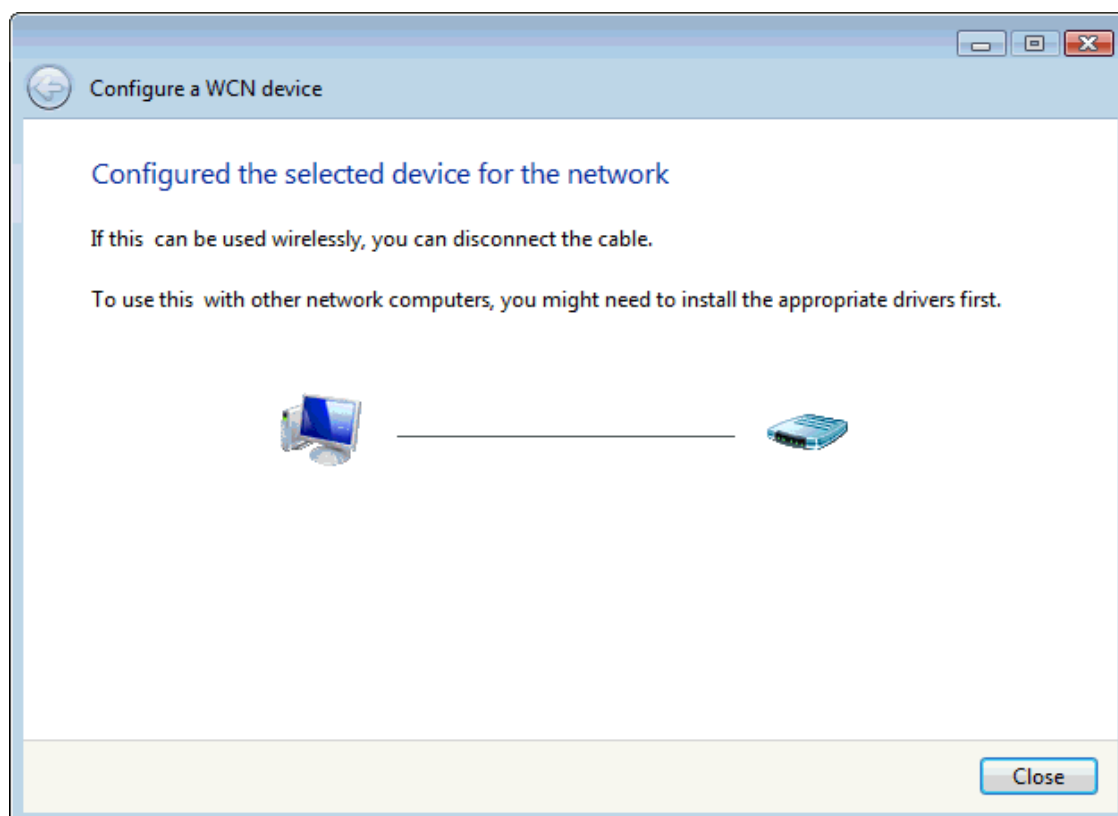 Configure a WCN device
Configured the selected device for the network
If this  can be used wirelessly, you can disconnect the cable.
To use this  with other network computers, you might need to install the appropriate drivers first.
Close